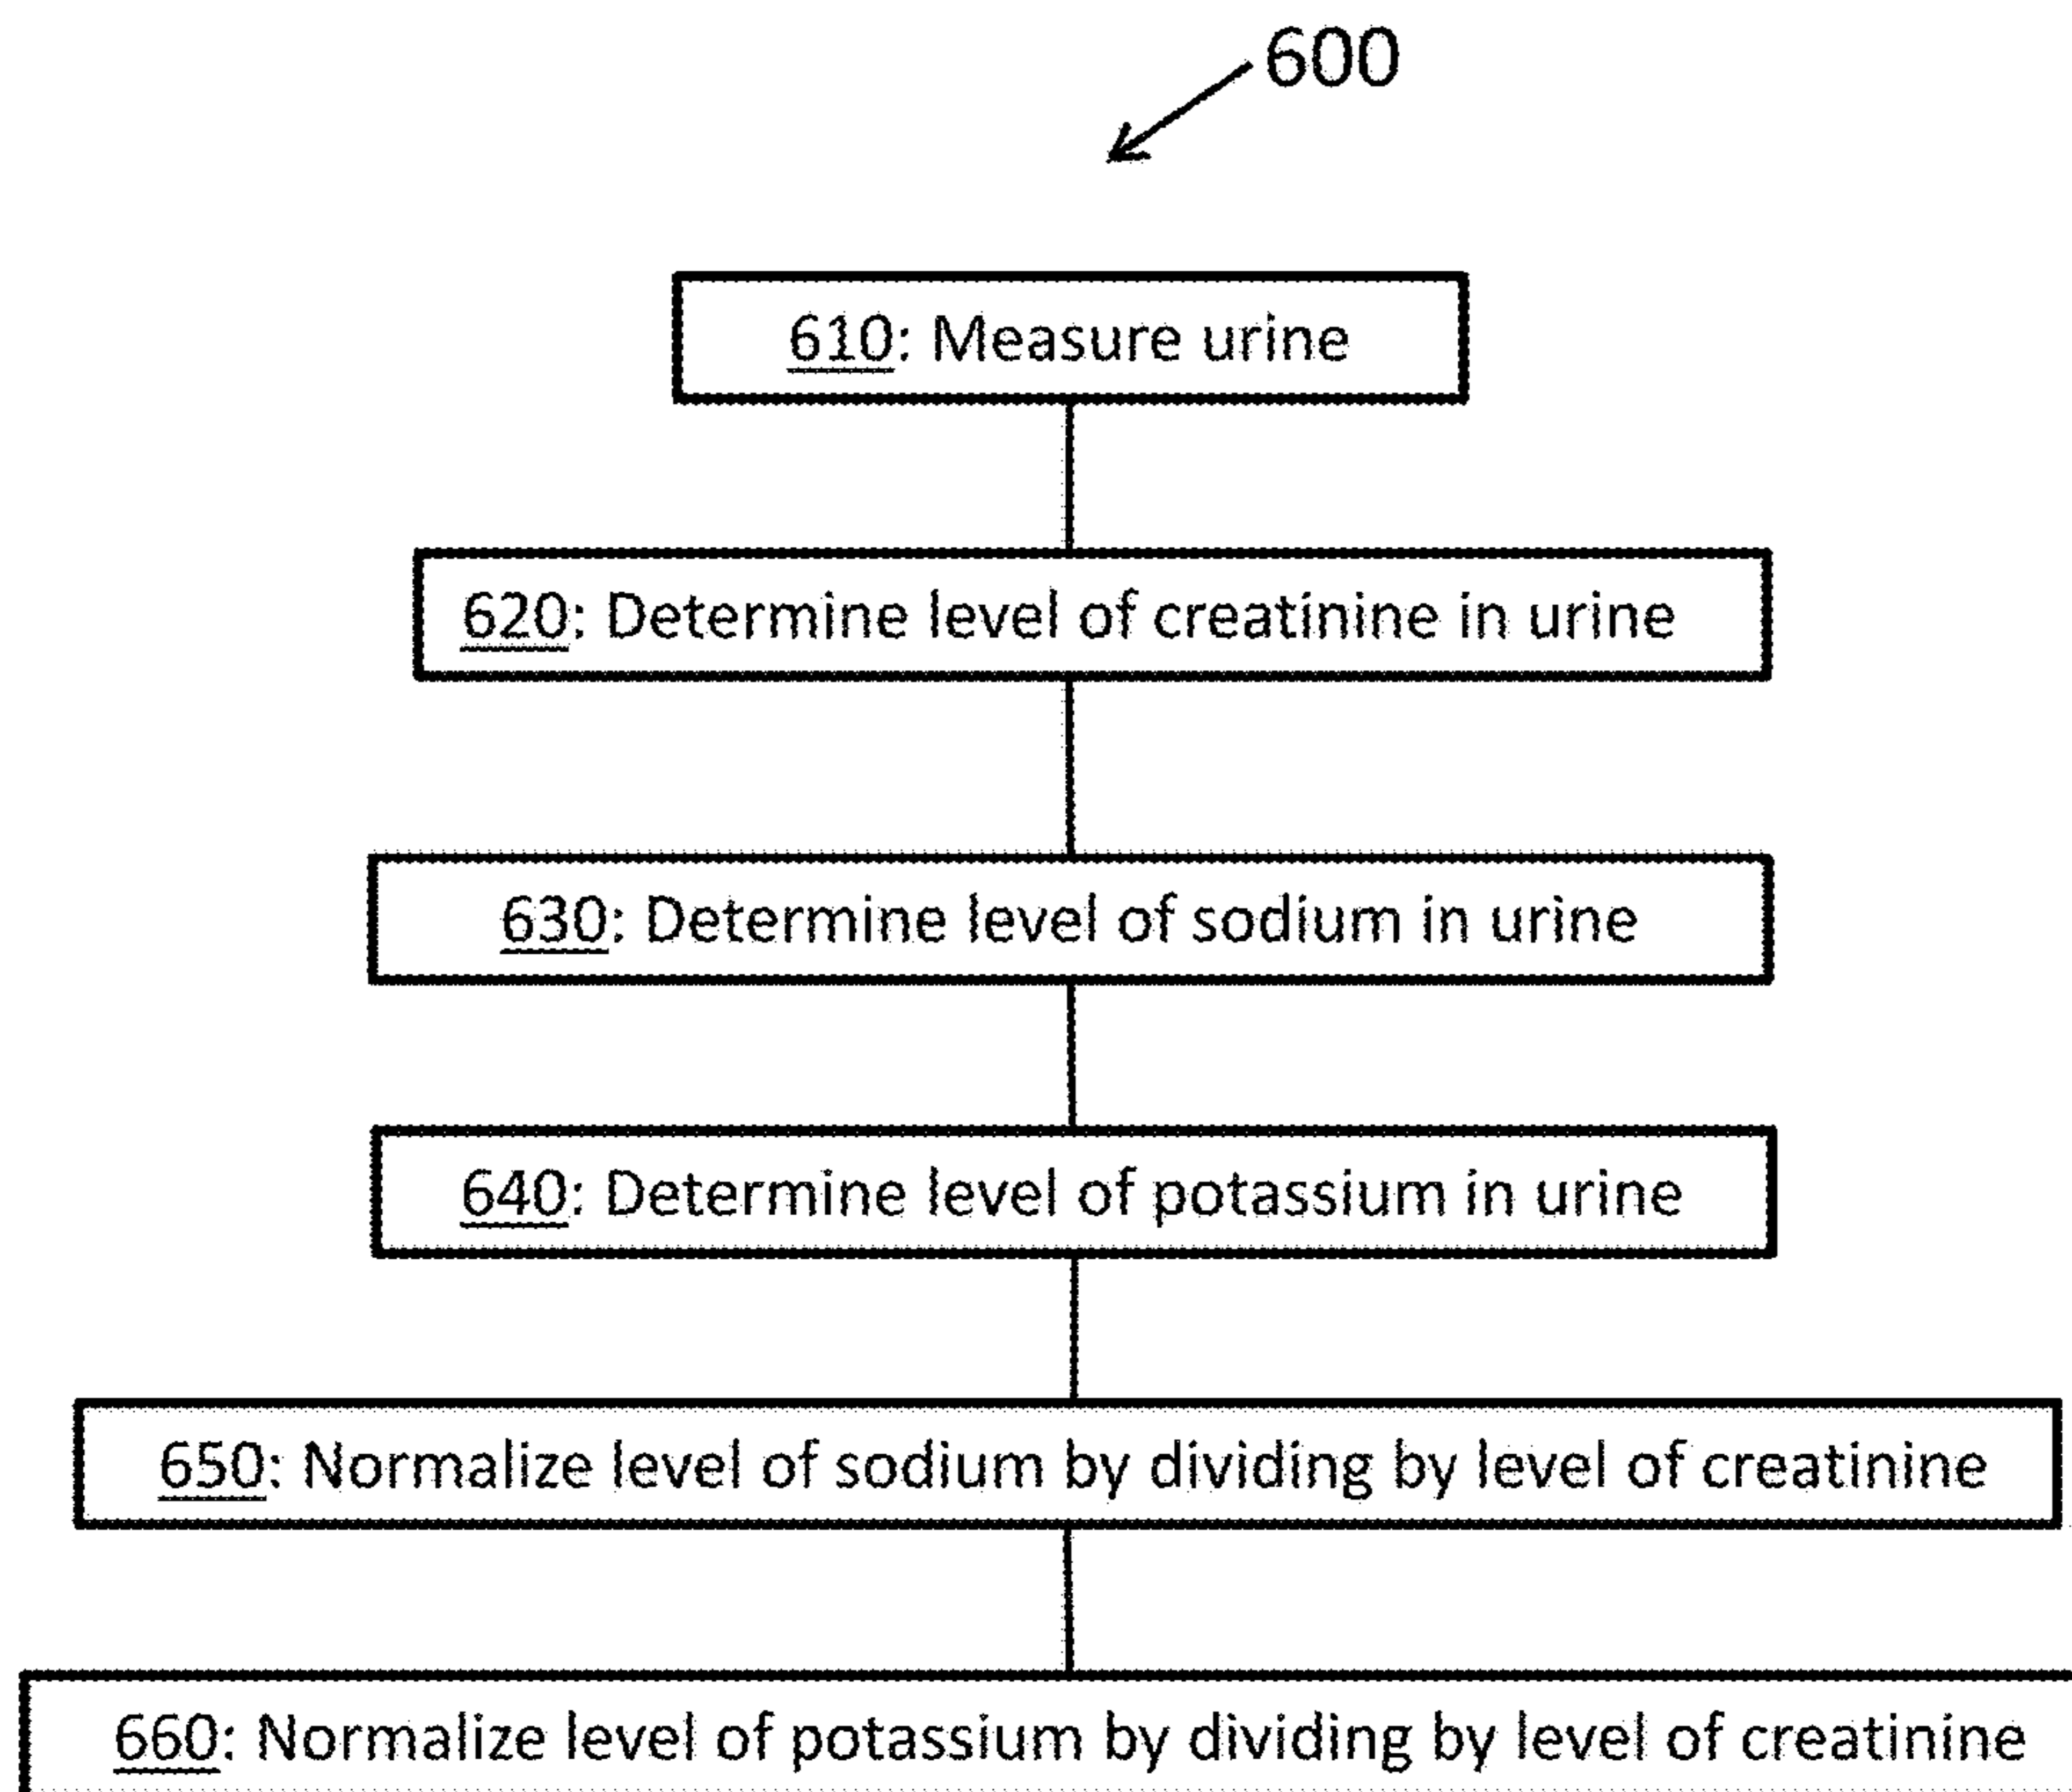 600
610: Measure urine
620: Determine level of creatinine in urine
630: Determine level of sodium in urine
640: Determine level of potassium in urine
650: Normalize level of sodium by dividing by level of creatinine
660: Normalize level of potassium by dividing by level of creatinine